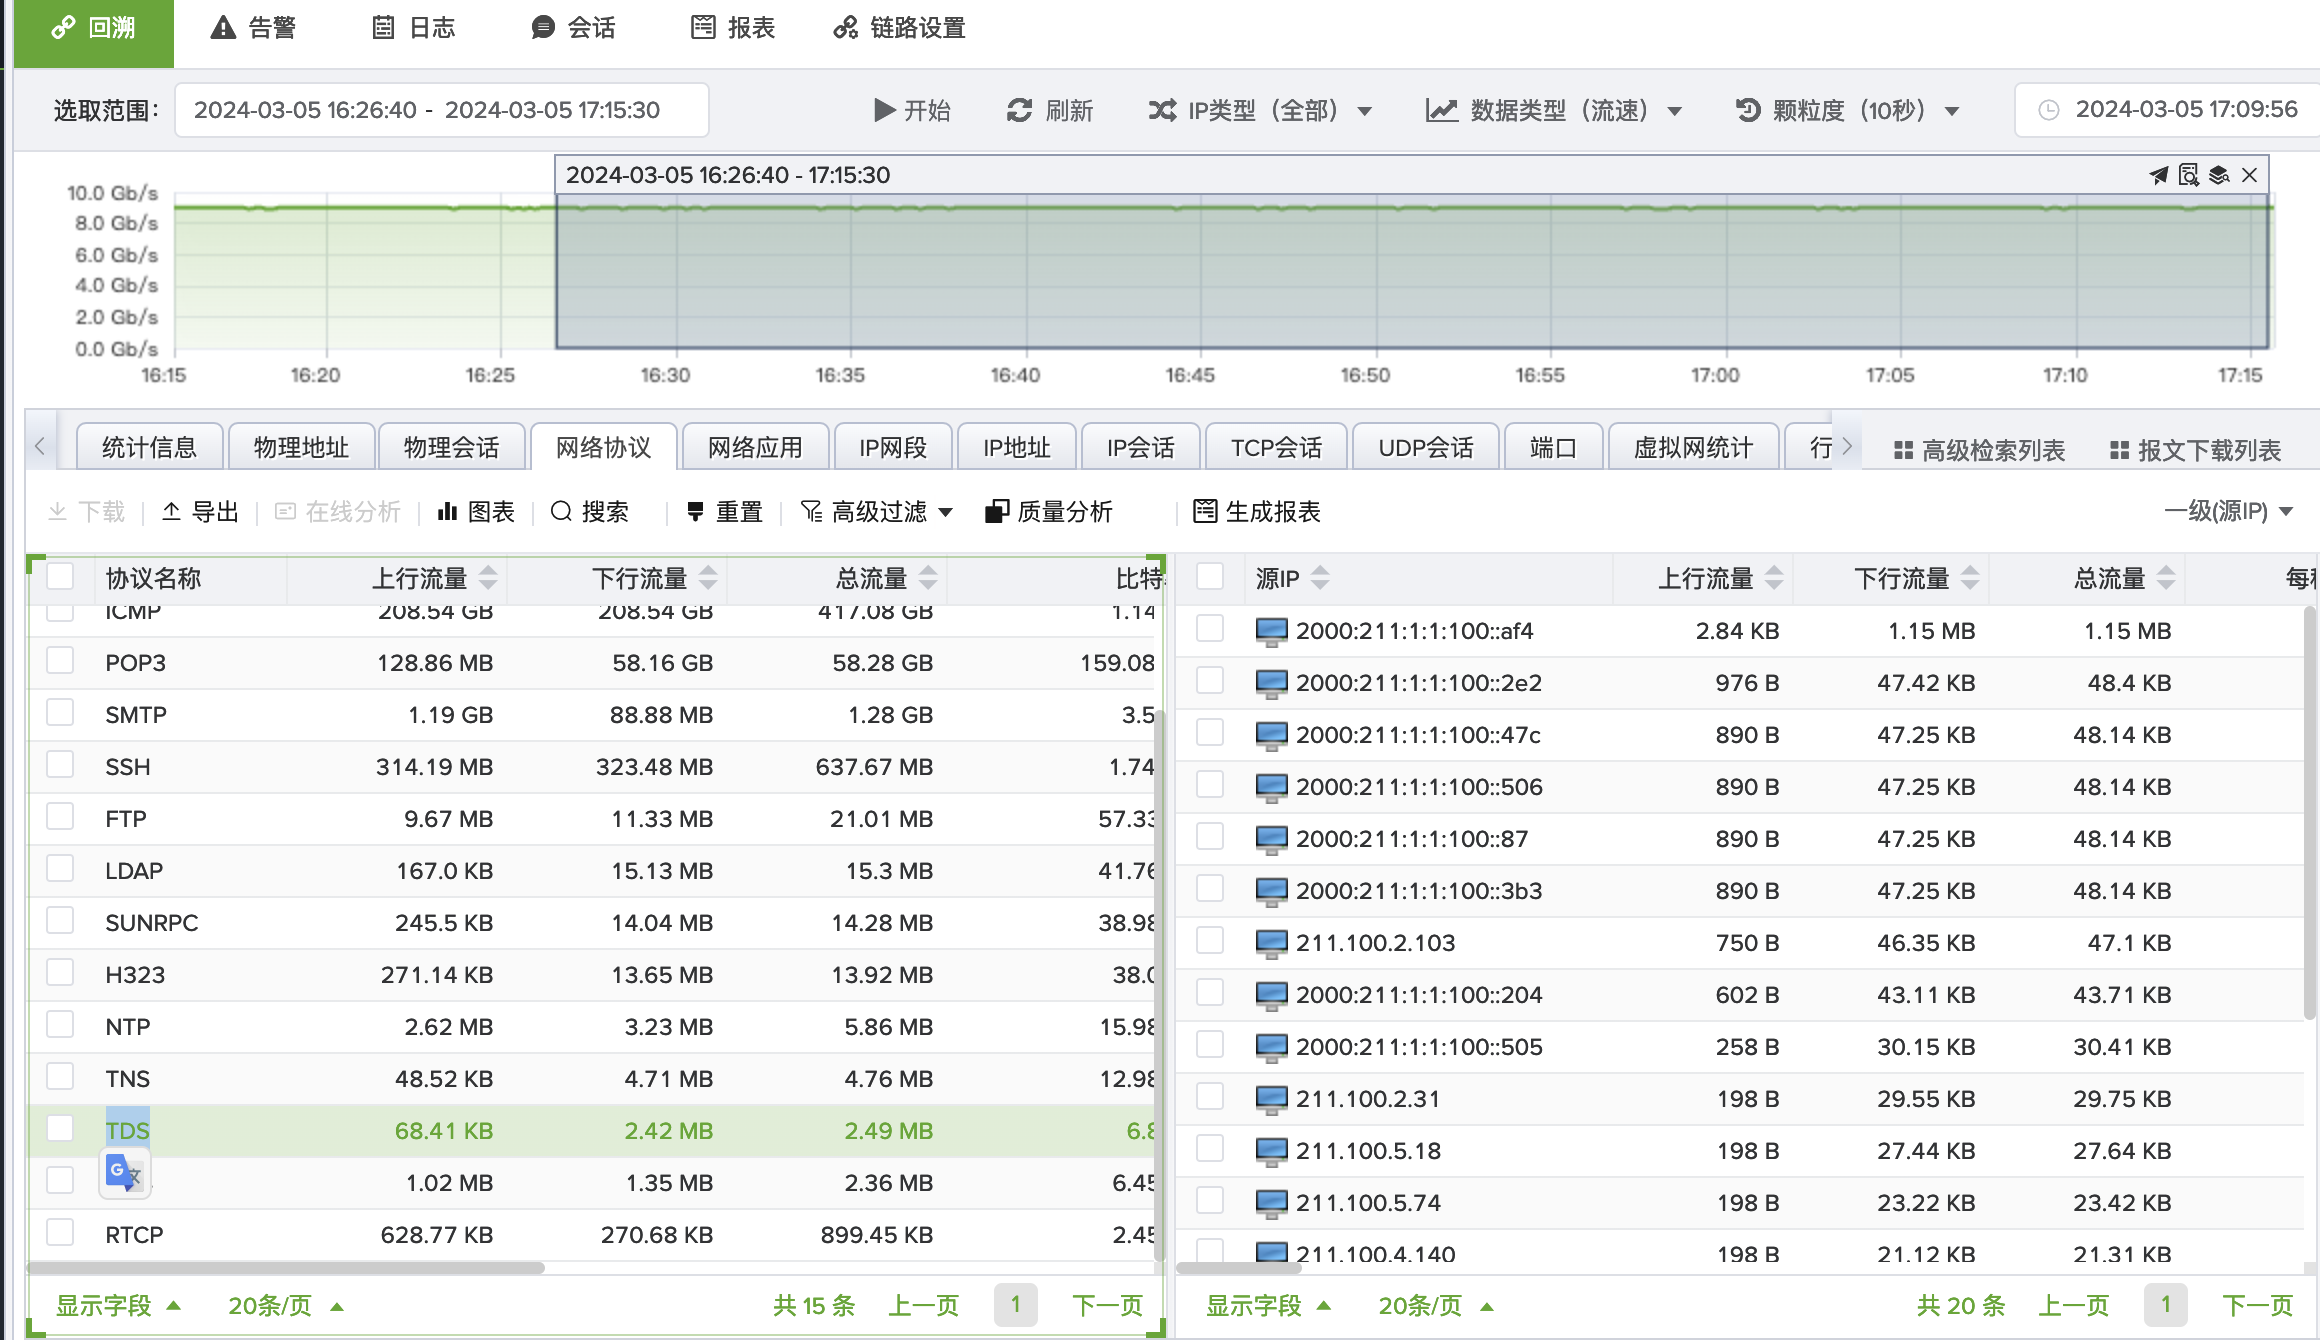 回溯 告警 日志 会话 报表 链路设置
选取范围: 2024-03-05 16:26:40 - 2024-03-05 17:15:30 开始 刷新 IP类型（全部） 数据类型（流速） 颗粒度（10秒） 2024-03-05 17:09:56
2024-03-05 16:26:40 - 17:15:30
10.0 Gb/s
8.0 Gb/s
6.0 Gb/s
4.0 Gb/s
2.0 Gb/s
0.0 Gb/s
16:15 16:20 16:25 16:30 16:35 16:40 16:45 16:50 16:55 17:00 17:05 17:10 17:15
统计信息 物理地址 物理会话 网络协议 网络应用 IP网段 IP地址 IP会话 TCP会话 UDP会话 端口 虚拟网统计 行 高级检索列表 报文下载列表
下载 导出 在线分析 图表 搜索 重置 高级过滤 质量分析 生成报表 一级(源IP)
协议名称 上行流量 下行流量 总流量 比特
ICMP 208.54 GB 208.54 GB 417.08 GB 1.14
POP3 128.86 MB 58.16 GB 58.28 GB 159.08
SMTP 1.19 GB 88.88 MB 1.28 GB 3.5
SSH 314.19 MB 323.48 MB 637.67 MB 1.74
FTP 9.67 MB 11.33 MB 21.01 MB 57.33
LDAP 167.0 KB 15.13 MB 15.3 MB 41.76
SUNRPC 245.5 KB 14.04 MB 14.28 MB 38.98
H323 271.14 KB 13.65 MB 13.92 MB 38.0
NTP 2.62 MB 3.23 MB 5.86 MB 15.98
TNS 48.52 KB 4.71 MB 4.76 MB 12.98
TDS 68.41 KB 2.42 MB 2.49 MB 6.8
G 文 1.02 MB 1.35 MB 2.36 MB 6.45
RTCP 628.77 KB 270.68 KB 899.45 KB 2.45
显示字段 20条/页 共 15 条 上一页 1 下一页
源IP 上行流量 下行流量 总流量 每
2000:211:1:1:100::af4 2.84 KB 1.15 MB 1.15 MB
2000:211:1:1:100::2e2 976 B 47.42 KB 48.4 KB
2000:211:1:1:100::47c 890 B 47.25 KB 48.14 KB
2000:211:1:1:100::506 890 B 47.25 KB 48.14 KB
2000:211:1:1:100::87 890 B 47.25 KB 48.14 KB
2000:211:1:1:100::3b3 890 B 47.25 KB 48.14 KB
211.100.2.103 750 B 46.35 KB 47.1 KB
2000:211:1:1:100::204 602 B 43.11 KB 43.71 KB
2000:211:1:1:100::505 258 B 30.15 KB 30.41 KB
211.100.2.31 198 B 29.55 KB 29.75 KB
211.100.5.18 198 B 27.44 KB 27.64 KB
211.100.5.74 198 B 23.22 KB 23.42 KB
211.100.4.140 198 B 21.12 KB 21.31 KB
显示字段 20条/页 共 20 条 上一页 1 下一页